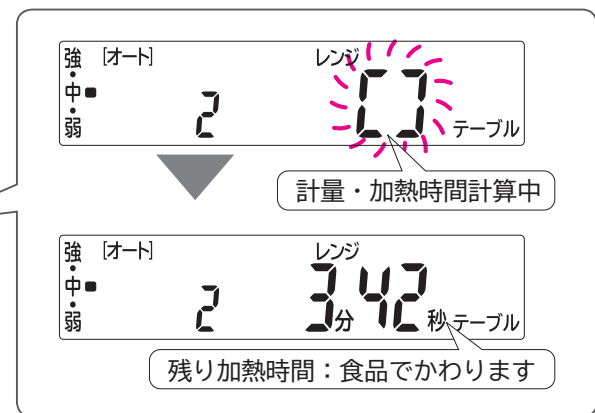 強 [オート] レンジ
・
中■
・
弱 2 [ ] テーブル
計量・加熱時間計算中
強 [オート] レンジ
・
中■
・
弱 2 3分42秒 テーブル
残り加熱時間：食品でかわります